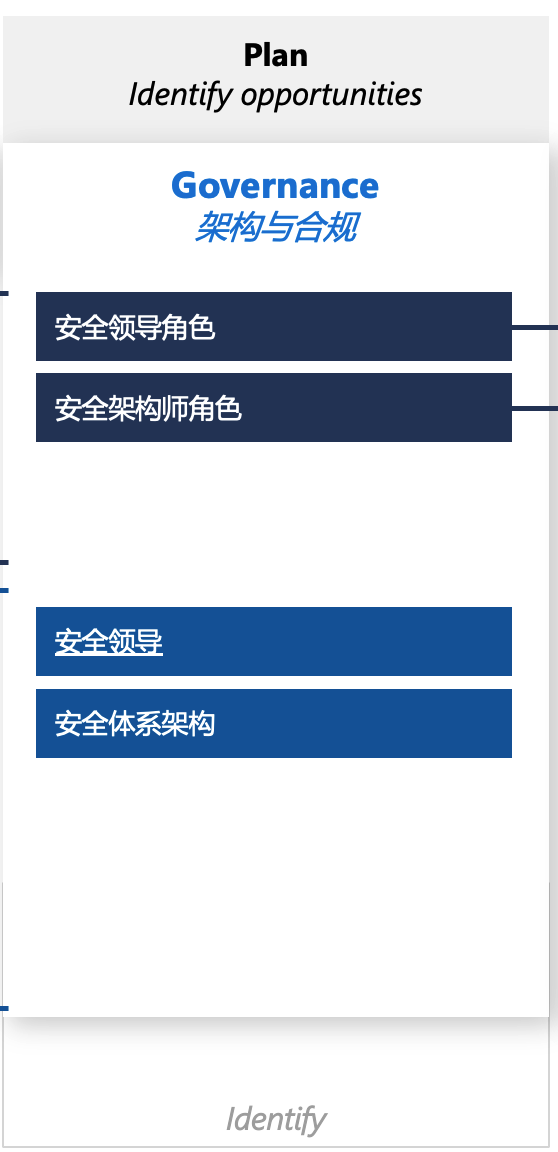 Plan
Identify opportunities
Governance
架构与合规
安全领导角色
安全架构师角色
安全领导
安全体系架构
Identify